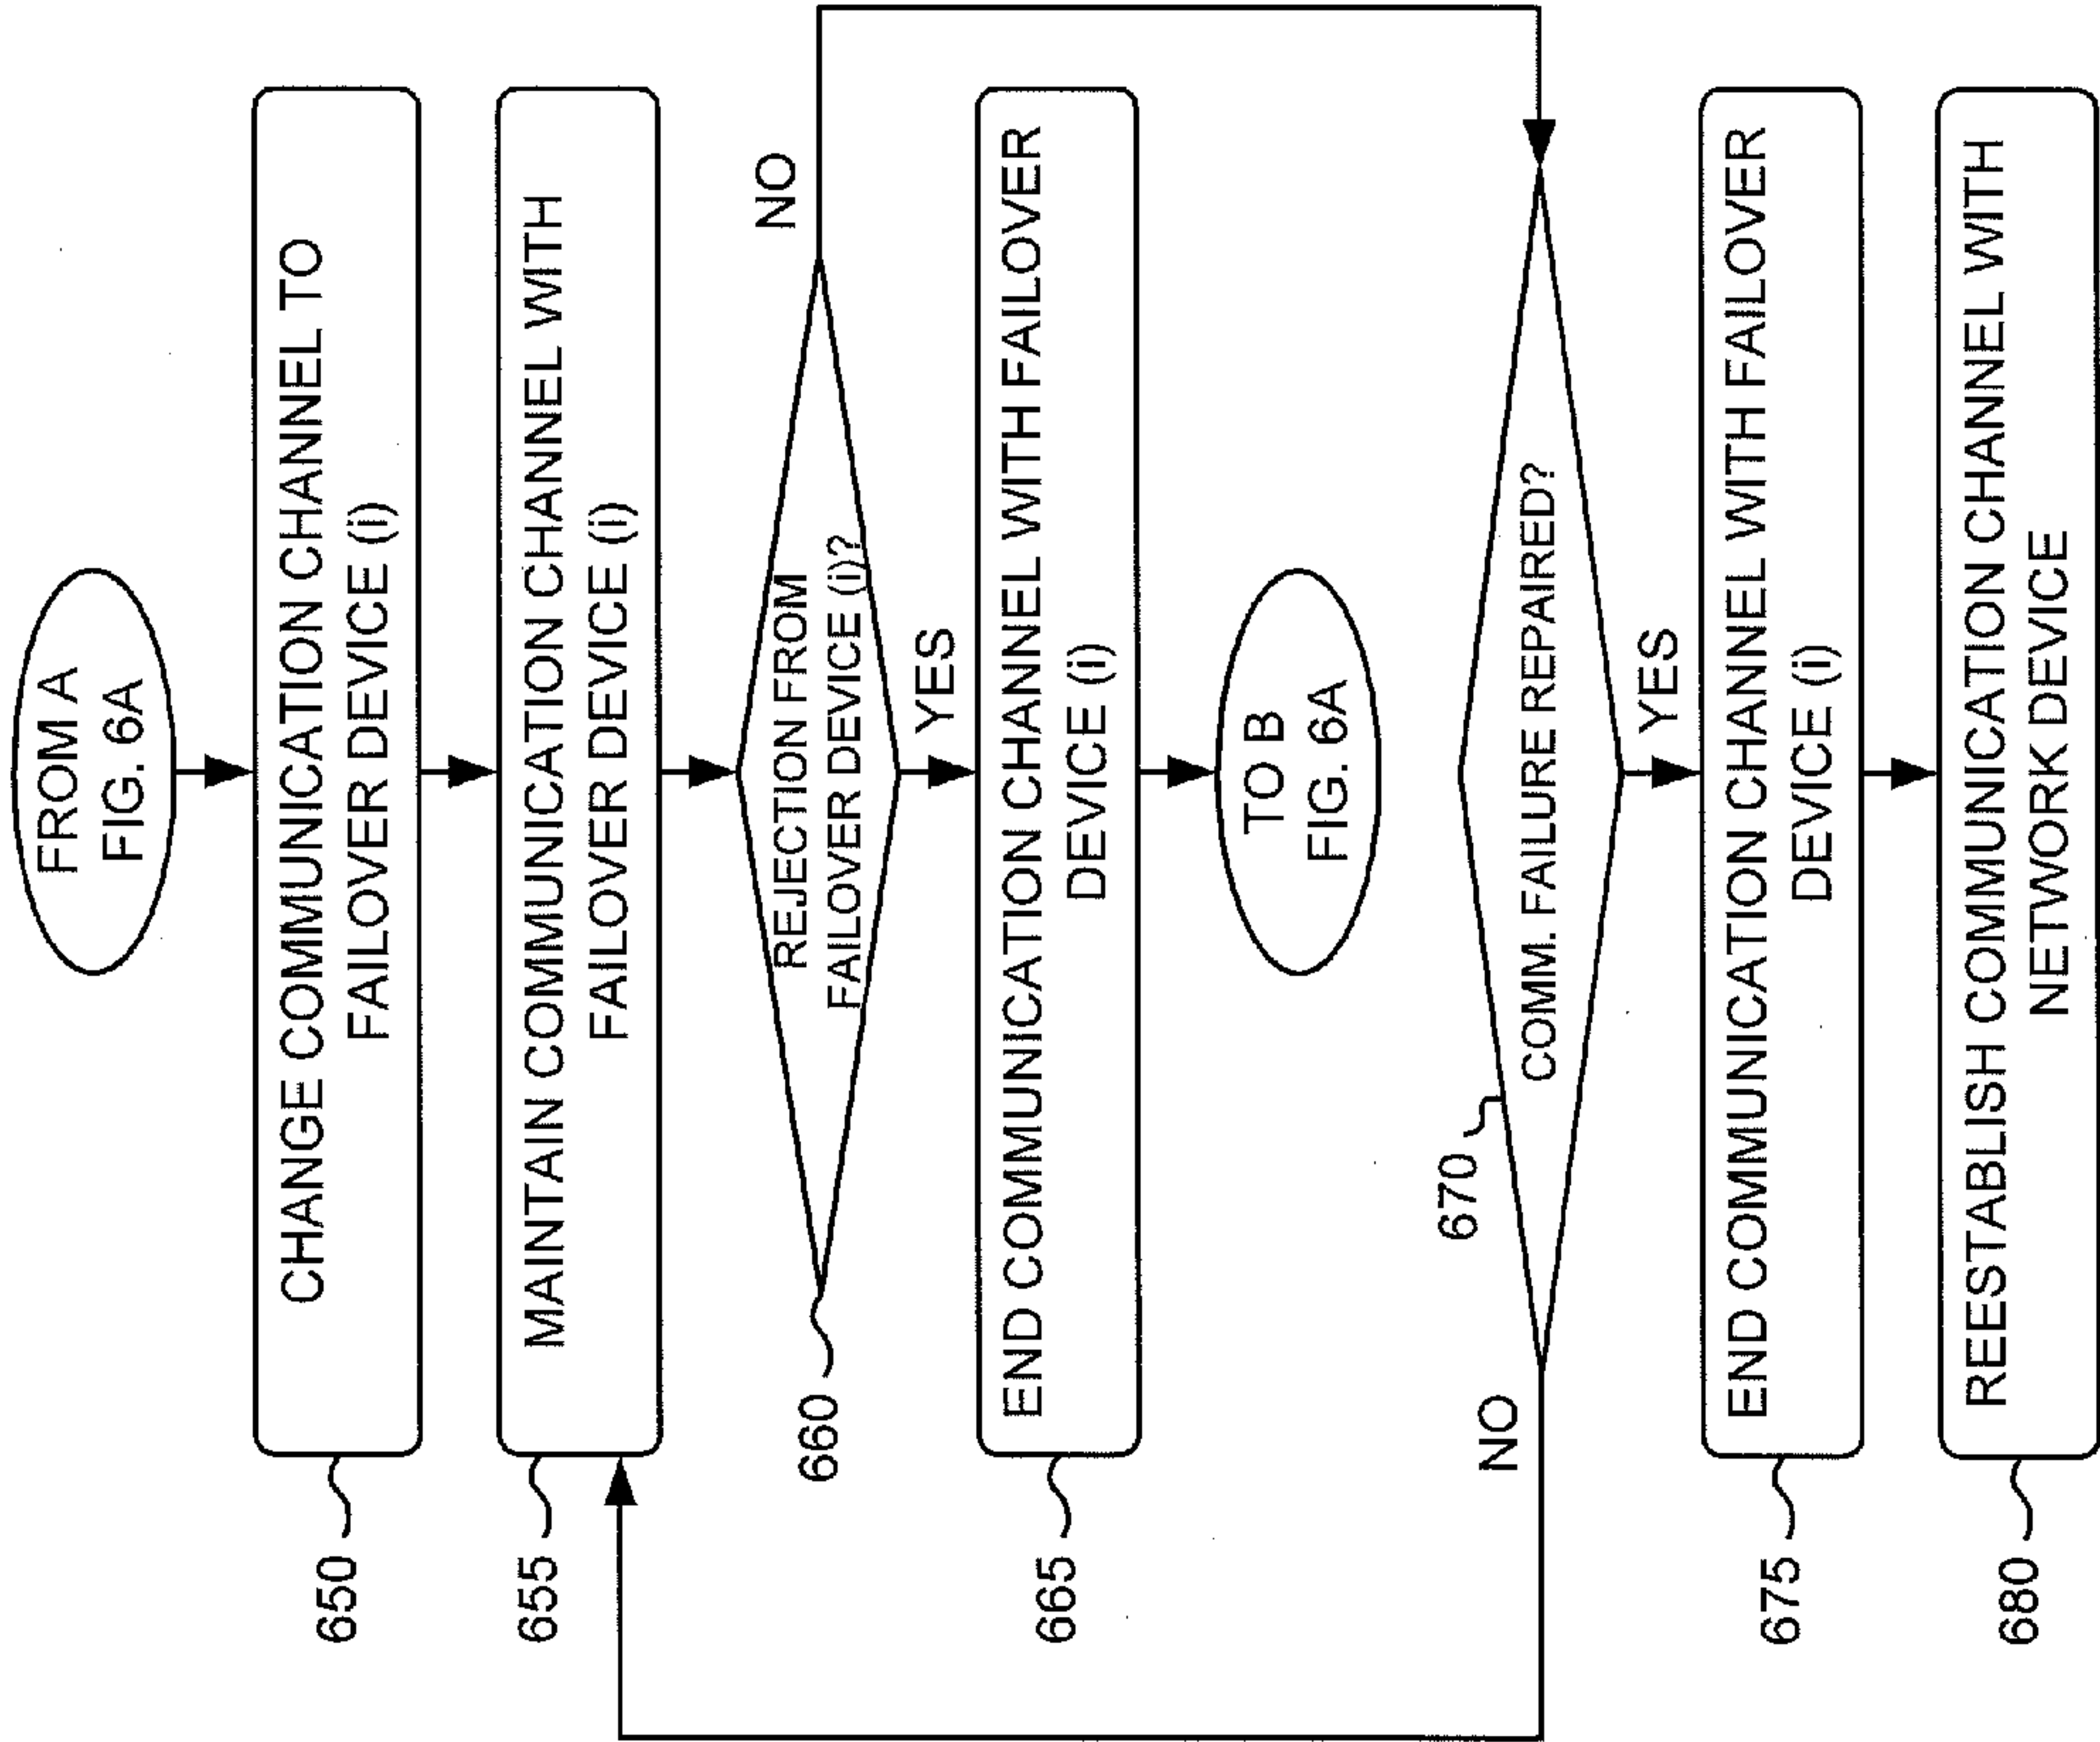 FROM A
FIG. 6A
650
CHANGE COMMUNICATION CHANNEL TO
FAILOVER DEVICE (i)
655
MAINTAIN COMMUNICATION CHANNEL WITH
FAILOVER DEVICE (i)
660
REJECTION FROM
FAILOVER DEVICE (i)?
NO
YES
665
END COMMUNICATION CHANNEL WITH FAILOVER
DEVICE (i)
TO B
FIG. 6A
670
COMM. FAILURE REPAIRED?
NO
YES
675
END COMMUNICATION CHANNEL WITH FAILOVER
DEVICE (i)
680
REESTABLISH COMMUNICATION CHANNEL WITH
NETWORK DEVICE